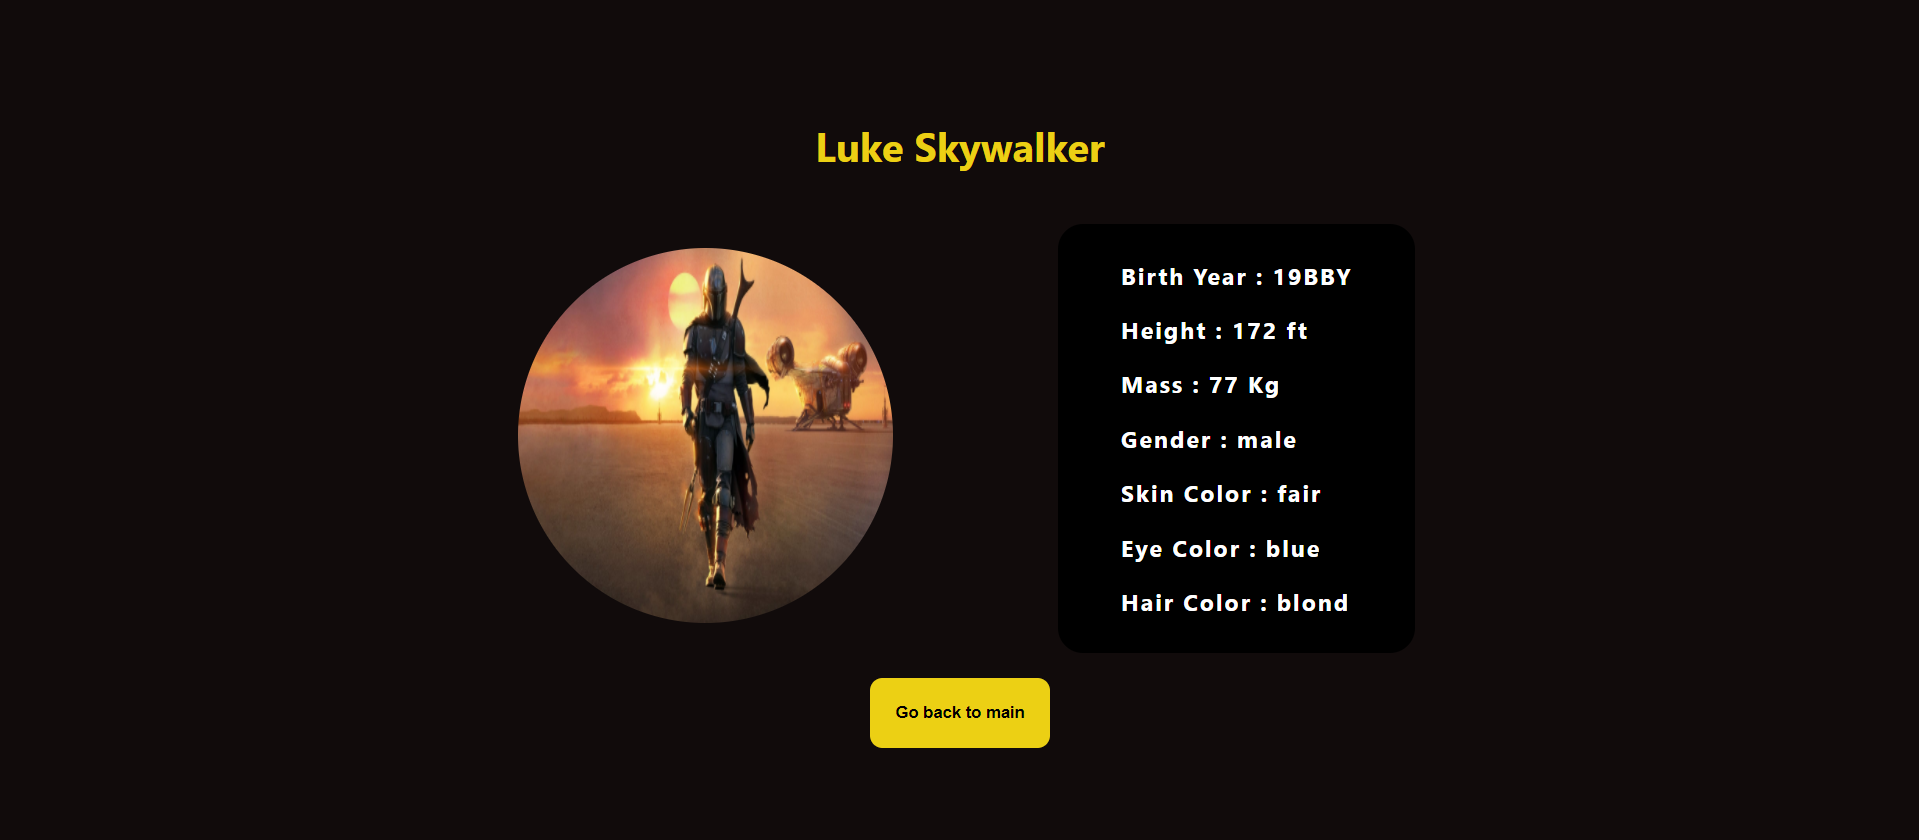 Luke Skywalker
Birth Year : 19BBY
Height : 172 ft
Mass : 77 Kg
Gender : male
Skin Color : fair
Eye Color : blue
Hair Color : blond
Go back to main